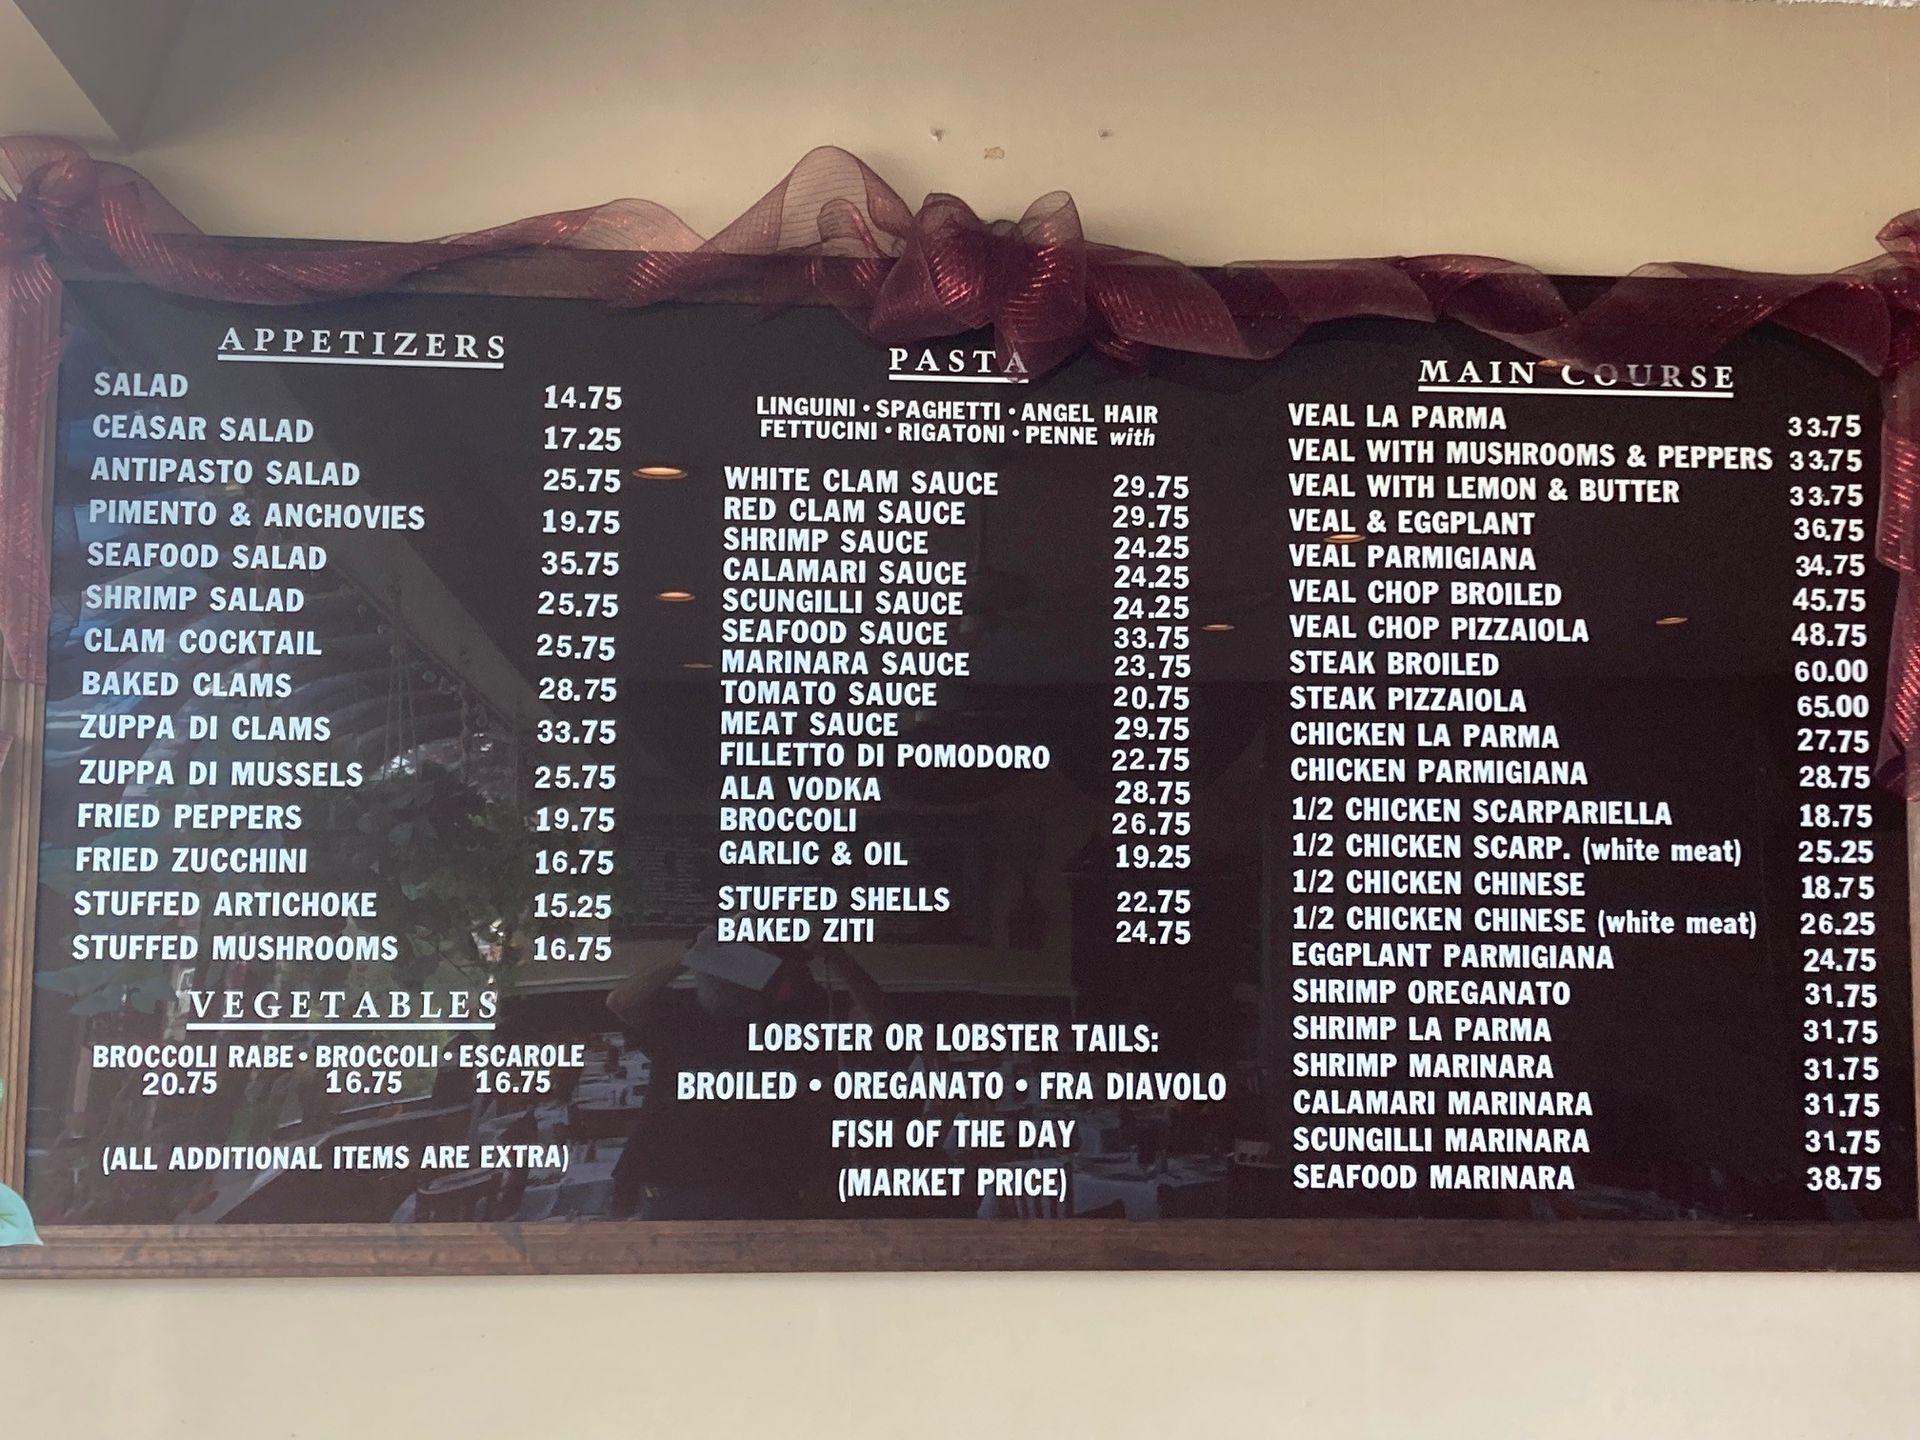 APPETIZERS
SALAD 14.75
CEASAR SALAD 17.25
ANTIPASTO SALAD 25.75
PIMENTO & ANCHOVIES 19.75
SEAFOOD SALAD 35.75
SHRIMP SALAD 25.75
CLAM COCKTAIL 25.75
BAKED CLAMS 28.75
ZUPPA DI CLAMS 33.75
ZUPPA DI MUSSELS 25.75
FRIED PEPPERS 19.75
FRIED ZUCCHINI 16.75
STUFFED ARTICHOKE 15.25
STUFFED MUSHROOMS 16.75
VEGETABLES
BROCCOLI RABE • BROCCOLI • ESCAROLE
20.75 16.75 16.75
(ALL ADDITIONAL ITEMS ARE EXTRA)
PASTA
LINGUINI • SPAGHETTI • ANGEL HAIR
FETTUCINI • RIGATONI • PENNE with
WHITE CLAM SAUCE 29.75
RED CLAM SAUCE 29.75
SHRIMP SAUCE 24.25
CALAMARI SAUCE 24.25
SCUNGILLI SAUCE 24.25
SEAFOOD SAUCE 33.75
MARINARA SAUCE 23.75
TOMATO SAUCE 20.75
MEAT SAUCE 29.75
FILLETTO DI POMODORO 22.75
ALA VODKA 28.75
BROCCOLI 26.75
GARLIC & OIL 19.25
STUFFED SHELLS 22.75
BAKED ZITI 24.75
LOBSTER OR LOBSTER TAILS:
BROILED • OREGANATO • FRA DIAVOLO
FISH OF THE DAY
(MARKET PRICE)
MAIN COURSE
VEAL LA PARMA 33.75
VEAL WITH MUSHROOMS & PEPPERS 33.75
VEAL WITH LEMON & BUTTER 33.75
VEAL & EGGPLANT 36.75
VEAL PARMIGIANA 34.75
VEAL CHOP BROILED 45.75
VEAL CHOP PIZZAIOLA 48.75
STEAK BROILED 60.00
STEAK PIZZAIOLA 65.00
CHICKEN LA PARMA 27.75
CHICKEN PARMIGIANA 28.75
1/2 CHICKEN SCARPARIELLA 18.75
1/2 CHICKEN SCARP. (white meat) 25.25
1/2 CHICKEN CHINESE 18.75
1/2 CHICKEN CHINESE (white meat) 26.25
EGGPLANT PARMIGIANA 24.75
SHRIMP OREGANATO 31.75
SHRIMP LA PARMA 31.75
SHRIMP MARINARA 31.75
CALAMARI MARINARA 31.75
SCUNGILLI MARINARA 31.75
SEAFOOD MARINARA 38.75